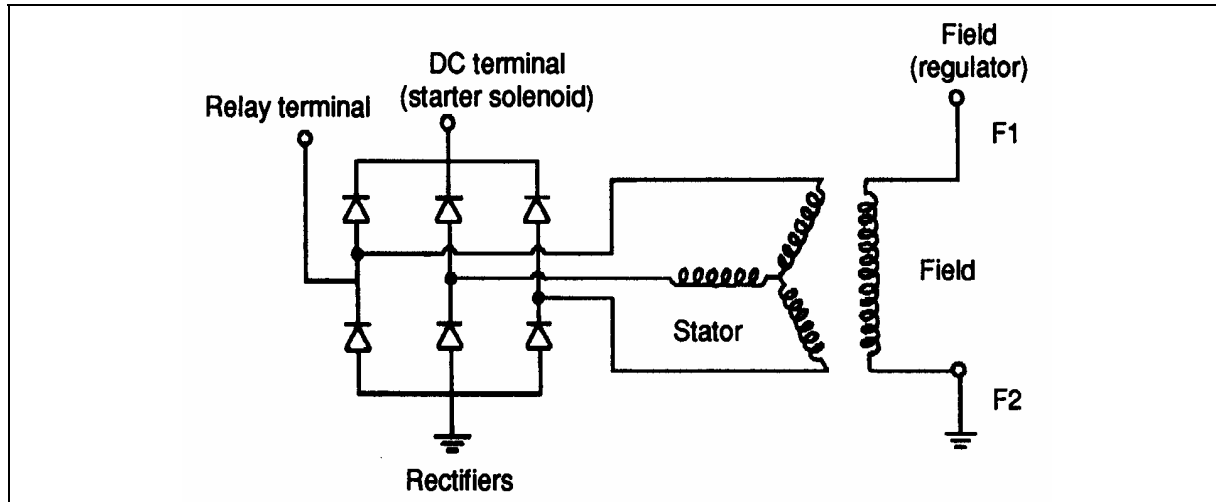 Relay terminal
DC terminal
(starter solenoid)
Field
(regulator)
F1
Field
Stator
F2
Rectifiers